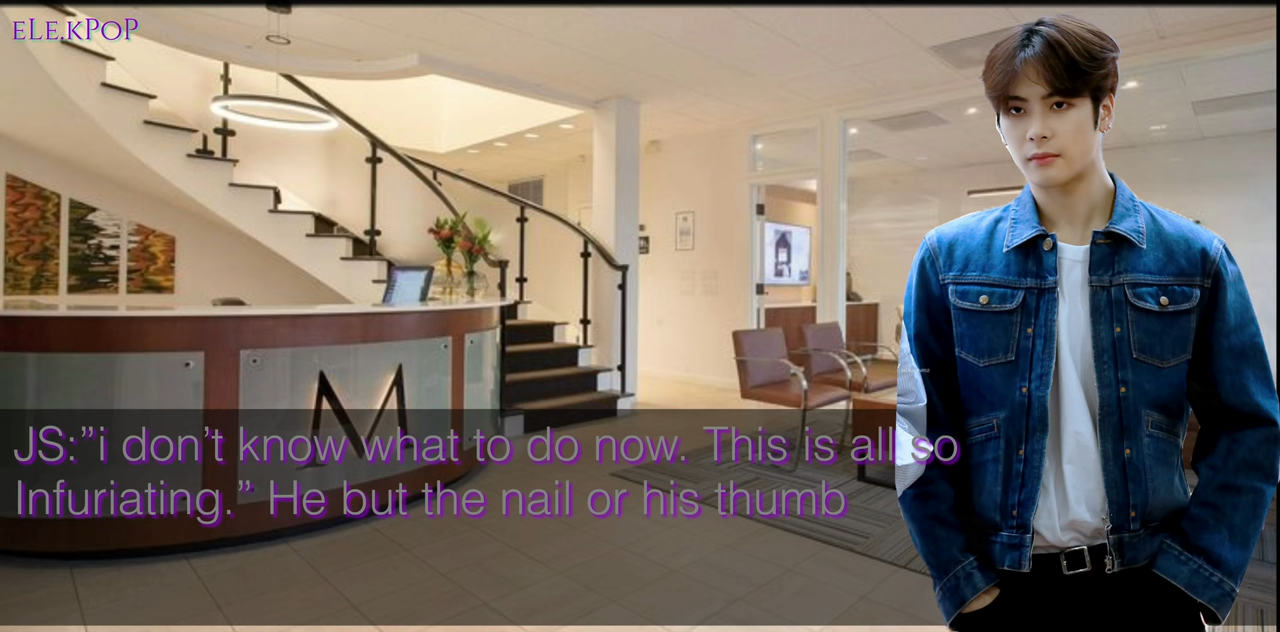 eLE.KPOP
M
JS:”i don’t know what to do now. This is all so
Infuriating.” He but the nail or his thumb